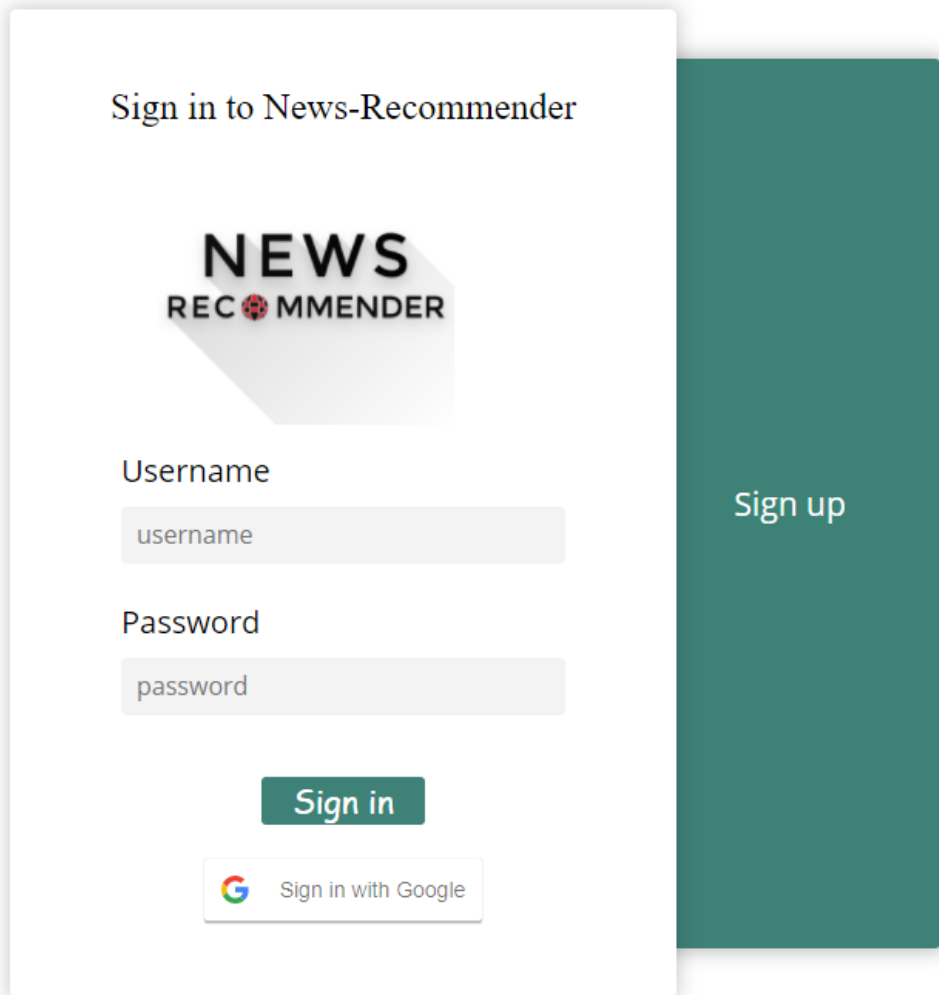 Sign in to News-Recommender
NEWS
RECOMMENDER
Username
username
Password
password
Sign in
Sign in with Google
Sign up